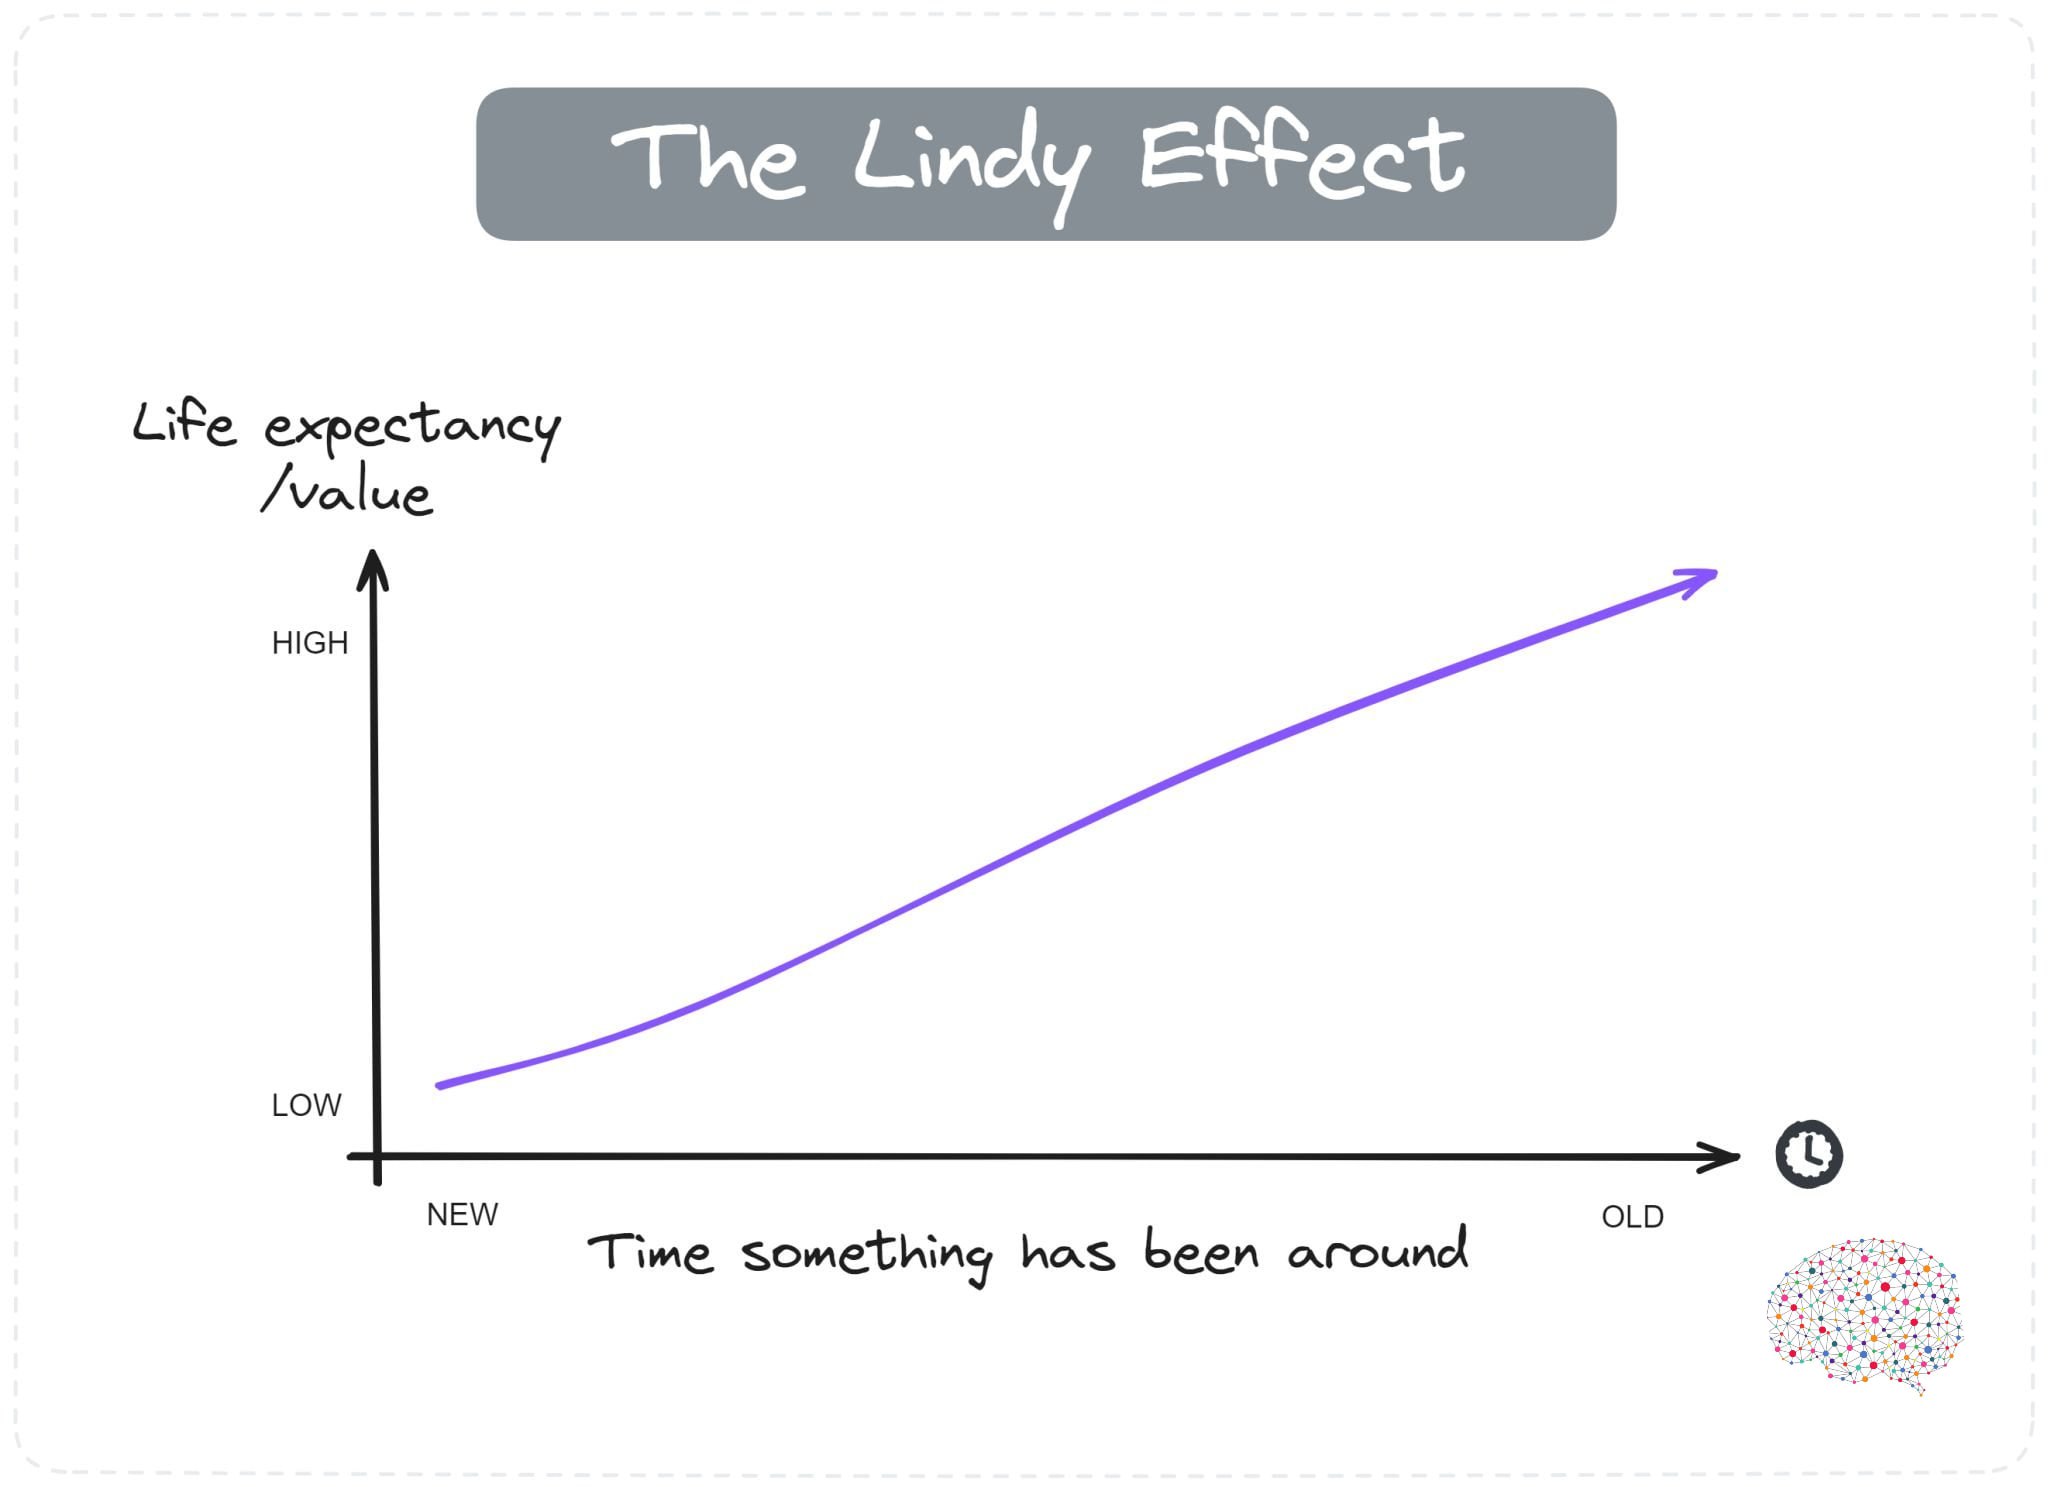 The Lindy Effect
Life expectancy
/value
HIGH
LOW
NEW
OLD
Time something has been around